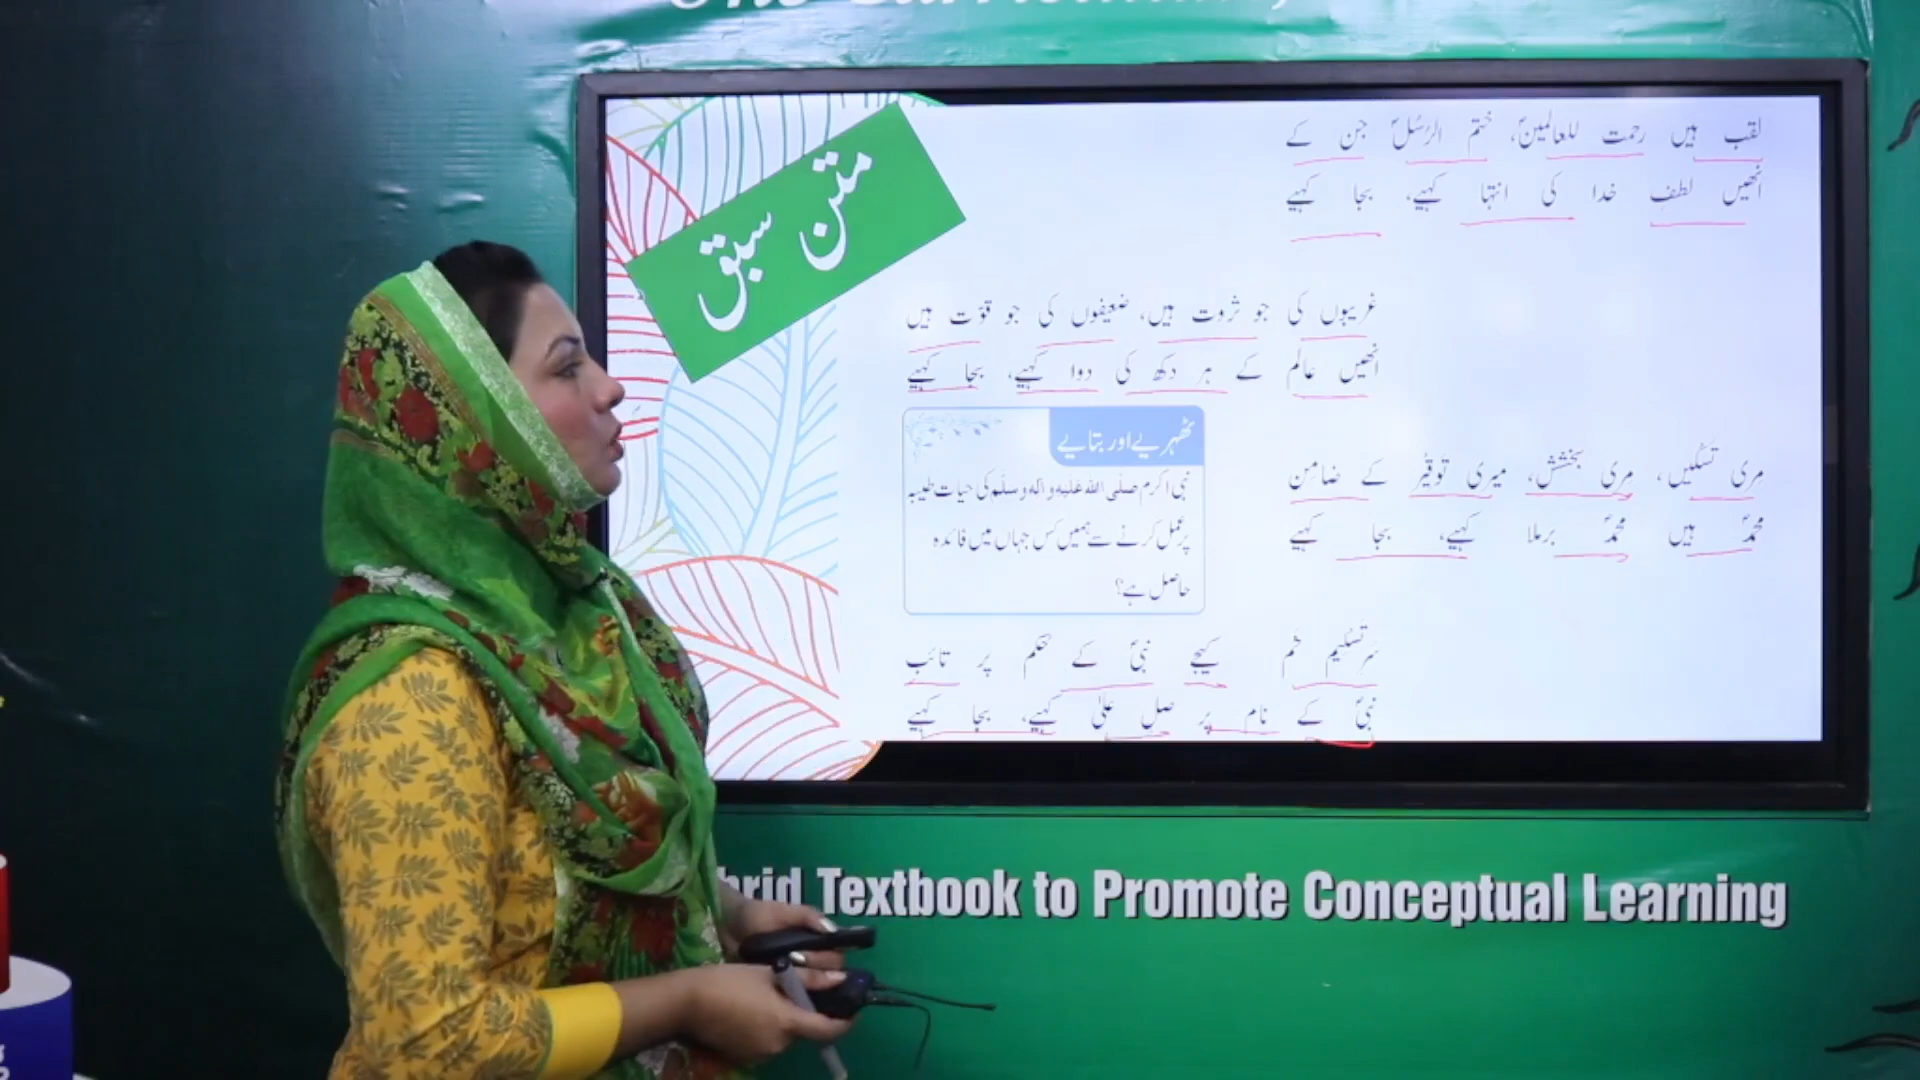 متن سبق
لقب ہیں رحمت للعالمینؐ، ختم الرسلؐ جن کے
انھیں لطف خدا کی انتہا کہیے، بجا کہیے
غریبوں کی جو ثروت ہیں، ضعیفوں کی جو قوّت ہیں
انھیں عالم کے ہر دکھ کی دوا کہیے، بجا کہیے
ٹھہریے اور بتایے
نبی اکرم صلی اللہ علیہ وآلہ وسلم کی حیات طیبہ
پر عمل کرنے سے ہمیں کس جہاں میں فائدہ
حاصل ہے؟
مری تسکیں، مری بخشش، میری توقیر کے ضامن
محمدؐ ہیں محمدؐ برملا کہیے، بجا کہیے
سر تسلیم خم کیجے نبیؐ کے حکم پر تائب
نبیؐ کے نام پر صل علیٰ کہیے، بجا کہیے
brid Textbook to Promote Conceptual Learning